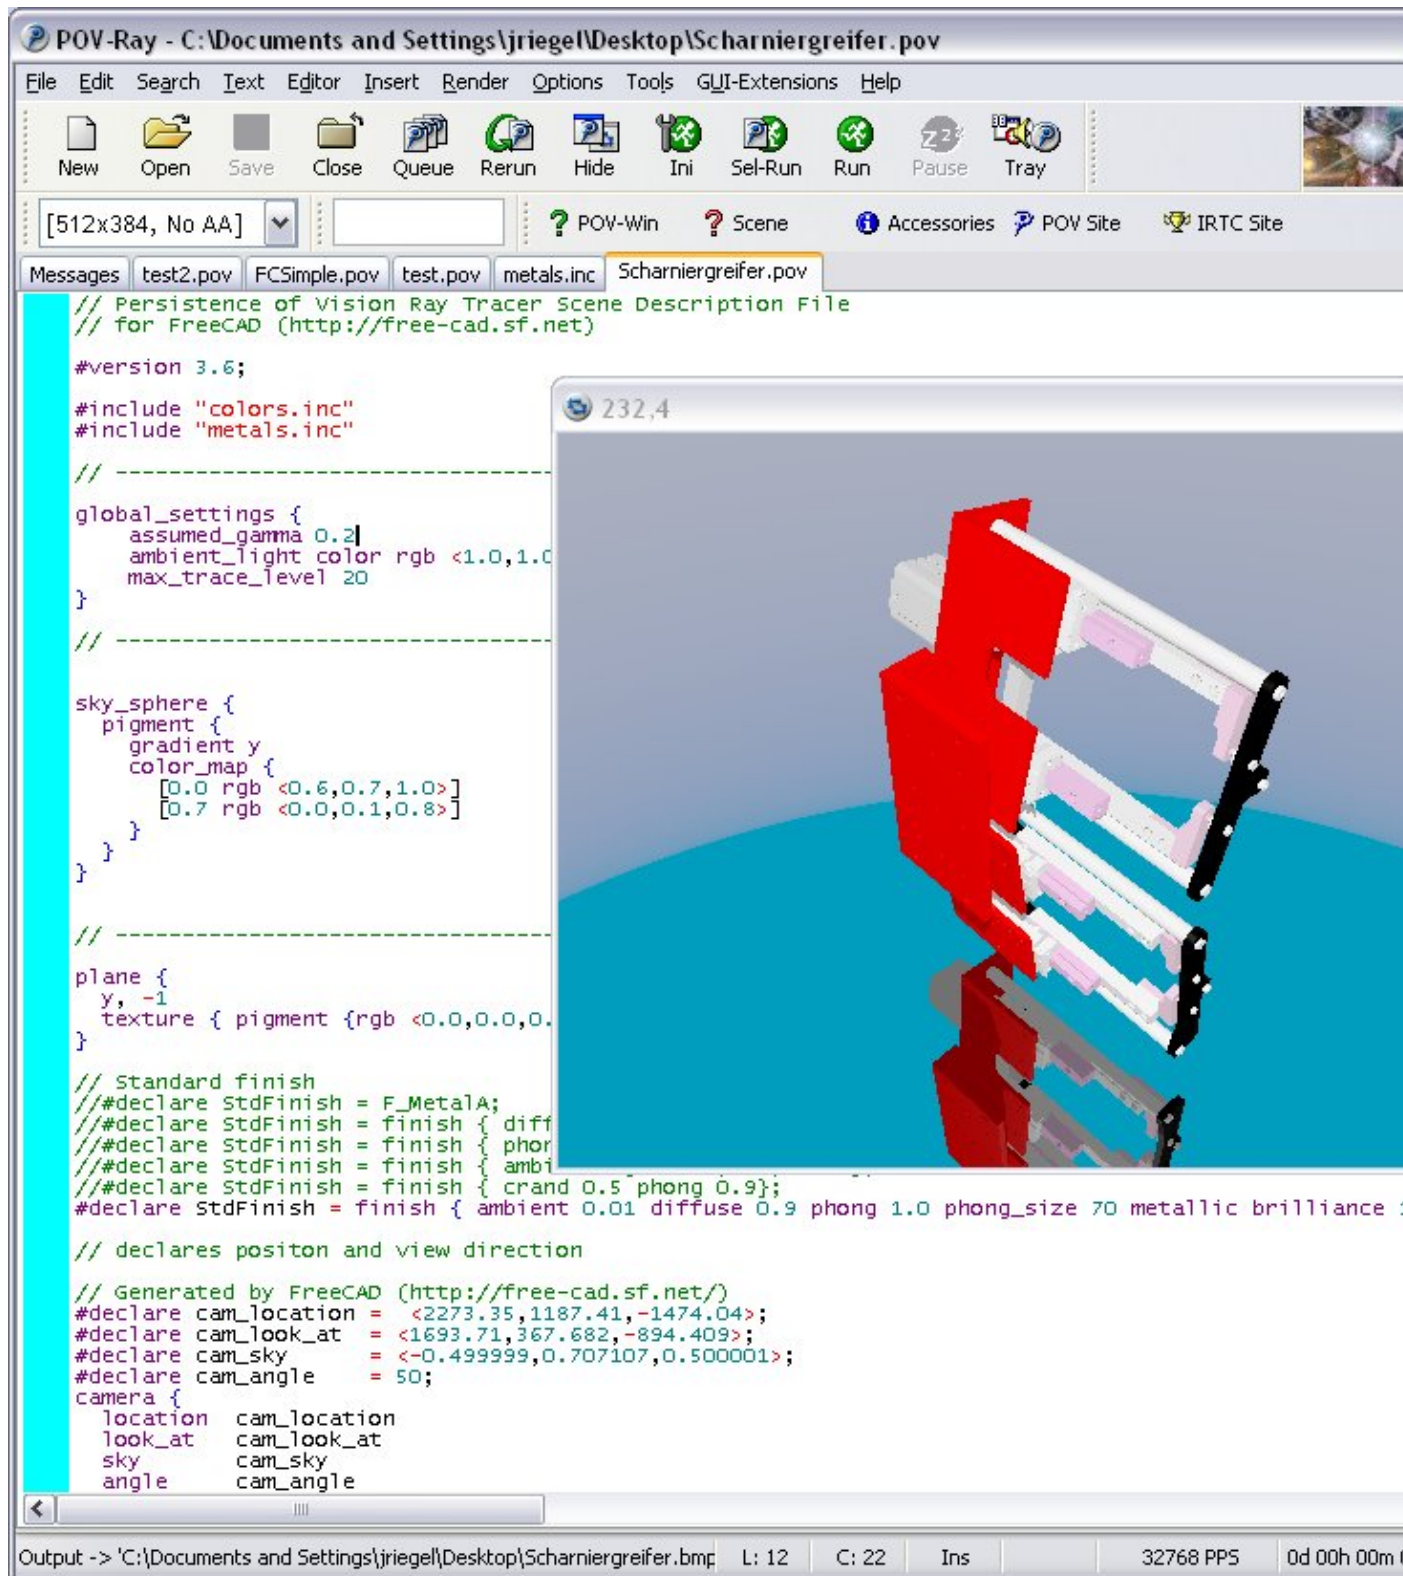 POV-Ray - C:\Documents and Settings\jriegel\Desktop\Scharniergreifer.pov
File Edit Search Text Editor Insert Render Options Tools GUI-Extensions Help
New Open Save Close Queue Rerun Hide Ini Sel-Run Run Pause Tray
[512x384, No AA] POV-Win Scene Accessories POV Site IRTC Site
Messages test2.pov FCSimple.pov test.pov metals.inc Scharniergreifer.pov
// Persistence of Vision Ray Tracer Scene Description File
// for FreeCAD (http://free-cad.sf.net)
#version 3.6;
#include "colors.inc"
#include "metals.inc"
232,4
// ---------------------------------
global_settings {
assumed_gamma 0.2
ambient_light color rgb <1.0,1.0
max_trace_level 20
}
// ---------------------------------
sky_sphere {
pigment {
gradient y
color_map {
[0.0 rgb <0.6,0.7,1.0>]
[0.7 rgb <0.0,0.1,0.8>]
}
}
}
// ---------------------------------
plane {
y, -1
texture { pigment {rgb <0.0,0.0,0.
}
// Standard finish
//#declare StdFinish = F_MetalA;
//#declare StdFinish = finish { diff
//#declare StdFinish = finish { phon
//#declare StdFinish = finish { ambi
//#declare StdFinish = finish { crand 0.5 phong 0.9};
#declare StdFinish = finish { ambient 0.01 diffuse 0.9 phong 1.0 phong_size 70 metallic brilliance 1
// declares positon and view direction
// Generated by FreeCAD (http://free-cad.sf.net/)
#declare cam_location =  <2273.35,1187.41,-1474.04>;
#declare cam_look_at  = <1693.71,367.682,-894.409>;
#declare cam_sky      = <-0.499999,0.707107,0.500001>;
#declare cam_angle    = 50;
camera {
location  cam_location
look_at   cam_look_at
sky       cam_sky
angle     cam_angle
Output -> 'C:\Documents and Settings\jriegel\Desktop\Scharniergreifer.bmp L: 12 C: 22 Ins 32768 PPS 0d 00h 00m